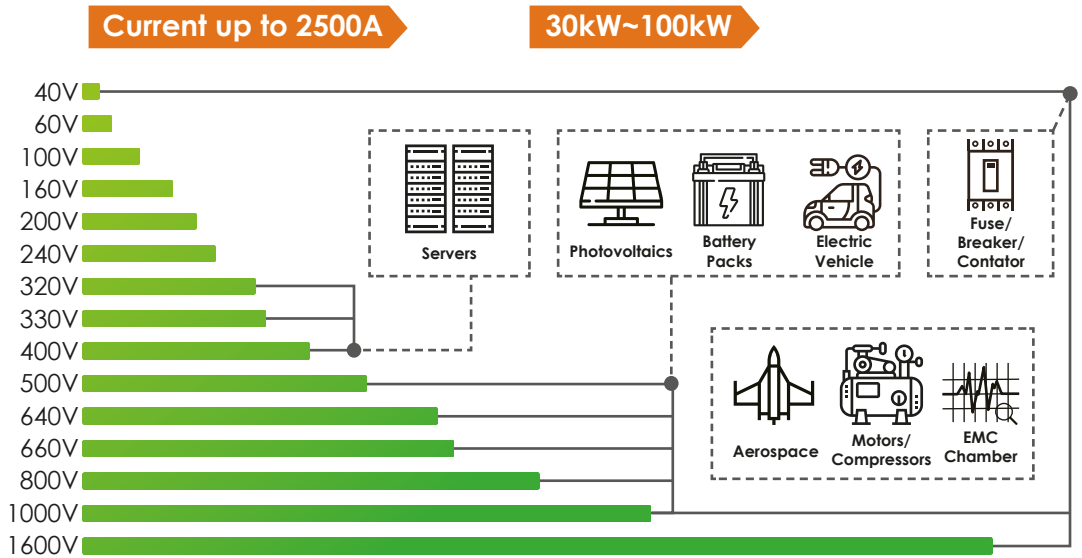 Current up to 2500A
30kW~100kW
40V
60V
100V
160V
200V
240V
320V
330V
400V
500V
640V
660V
800V
1000V
1600V
Servers
Photovoltaics
Battery
Packs
Electric
Vehicle
Fuse/
Breaker/
Contator
Aerospace
Motors/
Compressors
EMC
Chamber